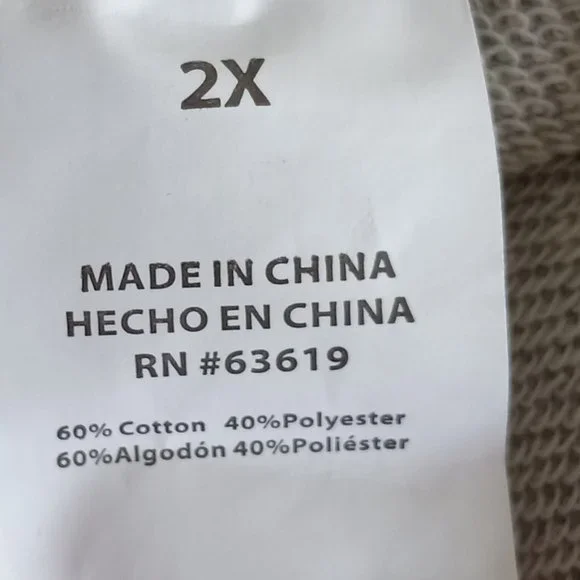 2X
MADE IN CHINA
HECHO EN CHINA
RN #63619
60% Cotton 40%Polyester
60%Algodón 40%Poliéster